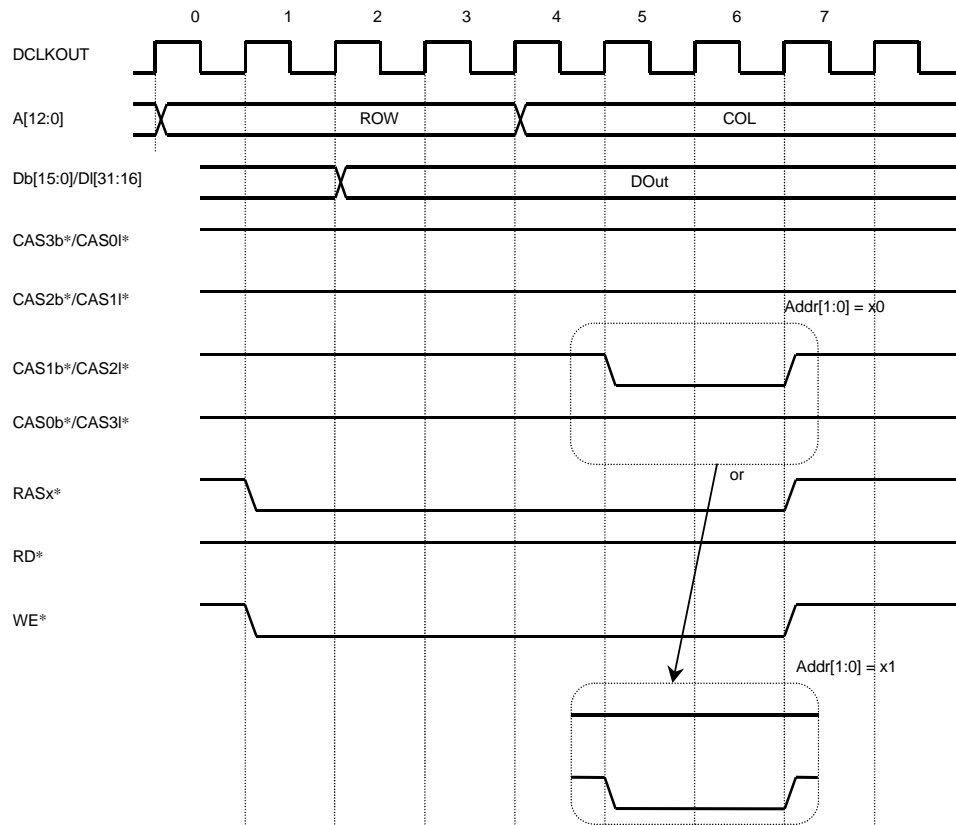 0 1 2 3 4 5 6 7
DCLKOUT
A[12:0] ROW COL
Db[15:0]/Dl[31:16] DOut
CAS3b*/CAS0l*
CAS2b*/CAS1l*
Addr[1:0] = x0
CAS1b*/CAS2l*
CAS0b*/CAS3l*
or
RASx*
RD*
WE*
Addr[1:0] = x1